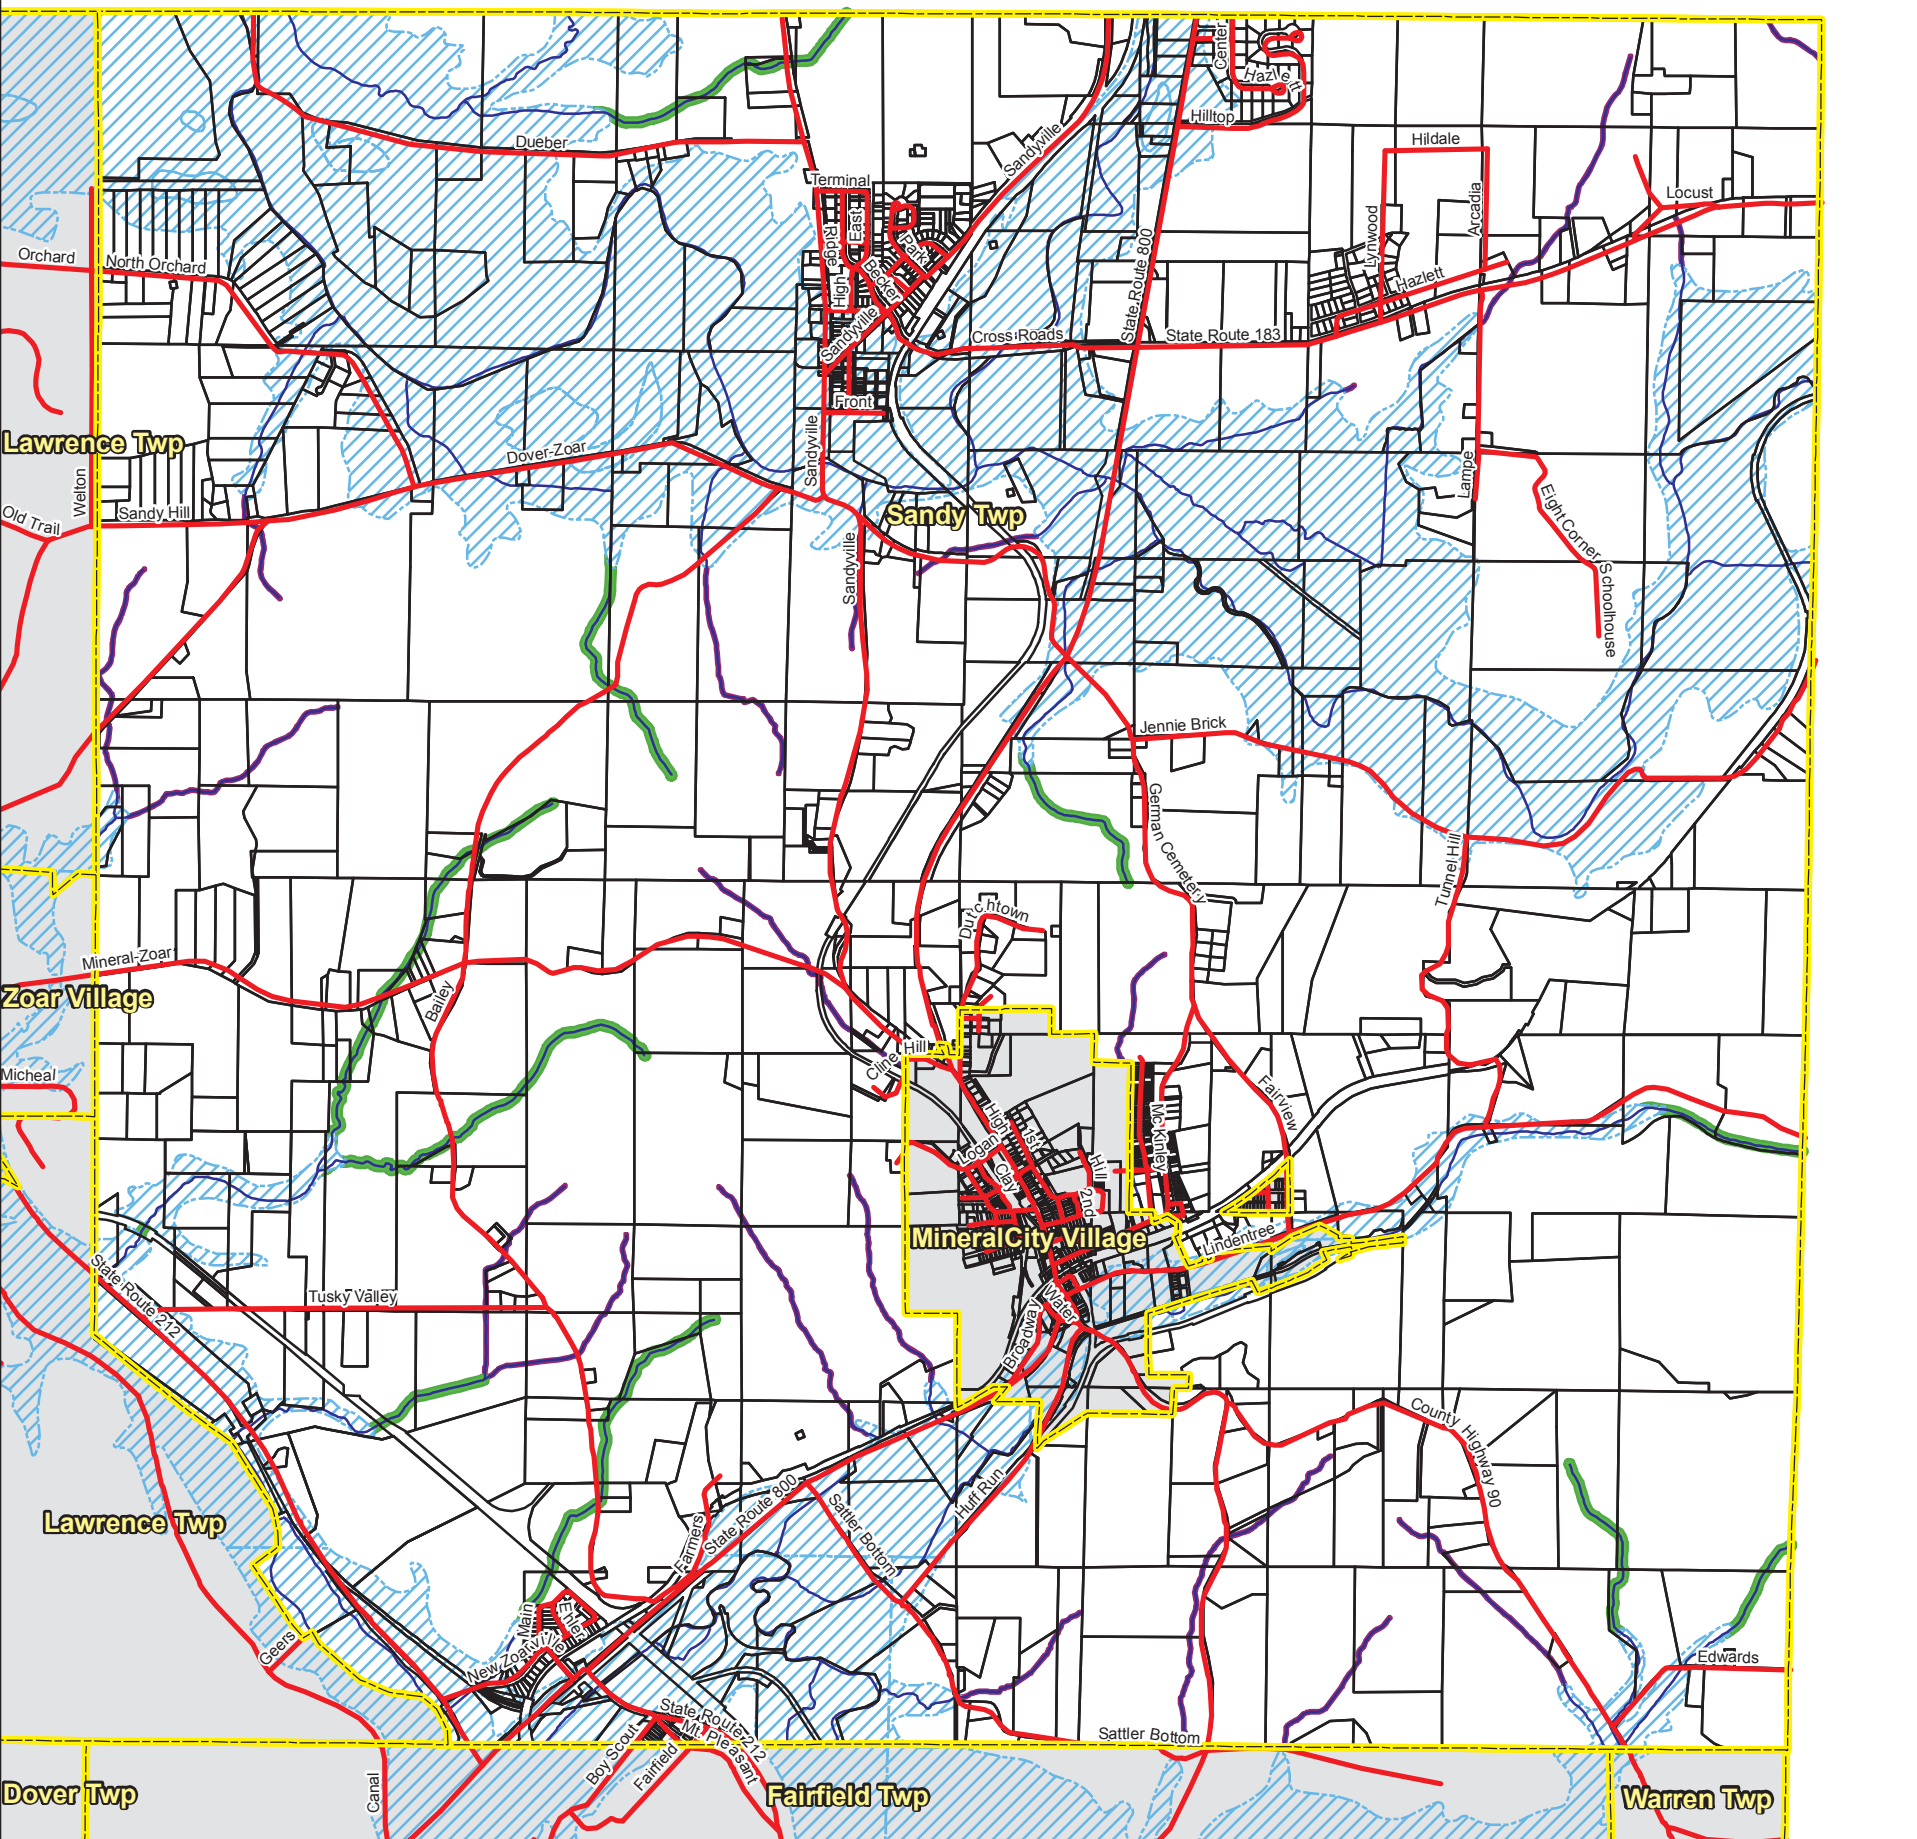 Center
Hazlett
Hilltop
Sandyville
Dueber
Hildale
Terminal
Locust
Arcadia
Lynwood
East
Ridge
Park
Orchard
North Orchard
Becker
High
State Route 800
Hazlett
Sandyville
Cross Roads
State Route 183
Front
Lawrence Twp
Dover-Zoar
Sandyville
Welton
Lampe
Old Trail
Sandy Hill
Sandy Twp
Eight Corner Schoolhouse
Sandyville
Jennie Brick
German Cemetery
Tunnel Hill
Dutchtown
Mineral-Zoar
Zoar Village
Bailey
Hill
Cline
Micheal
Fairview
High
1st
Mc Kinley
Logan
Clay
Hill
2nd
MineralCity Village
Lindentree
State Route 212
Tusky Valley
Water
Broadway
County Highway 90
Lawrence Twp
Huff Run
State Route 800
Sattler Bottom
Farmers
Main
Ehler
Geers
New Zoarville
Edwards
State Route 212
Mt. Pleasant
Sattler Bottom
Boy Scout
Fairfield
Canal
Dover Twp
Fairfield Twp
Warren Twp